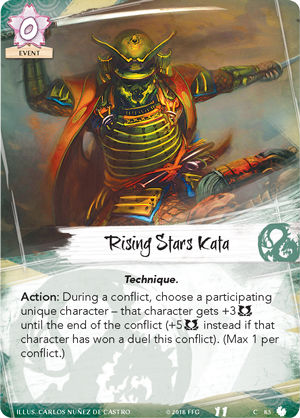 0
EVENT
Rising Stars Kata
Technique.
Action: During a conflict, choose a participating
unique character – that character gets +3
until the end of the conflict (+5 instead if that
character has won a duel this conflict). (Max 1 per
conflict.)
ILLUS. CARLOS NUÑEZ DE CASTRO
©2018 FFG
11
C 85